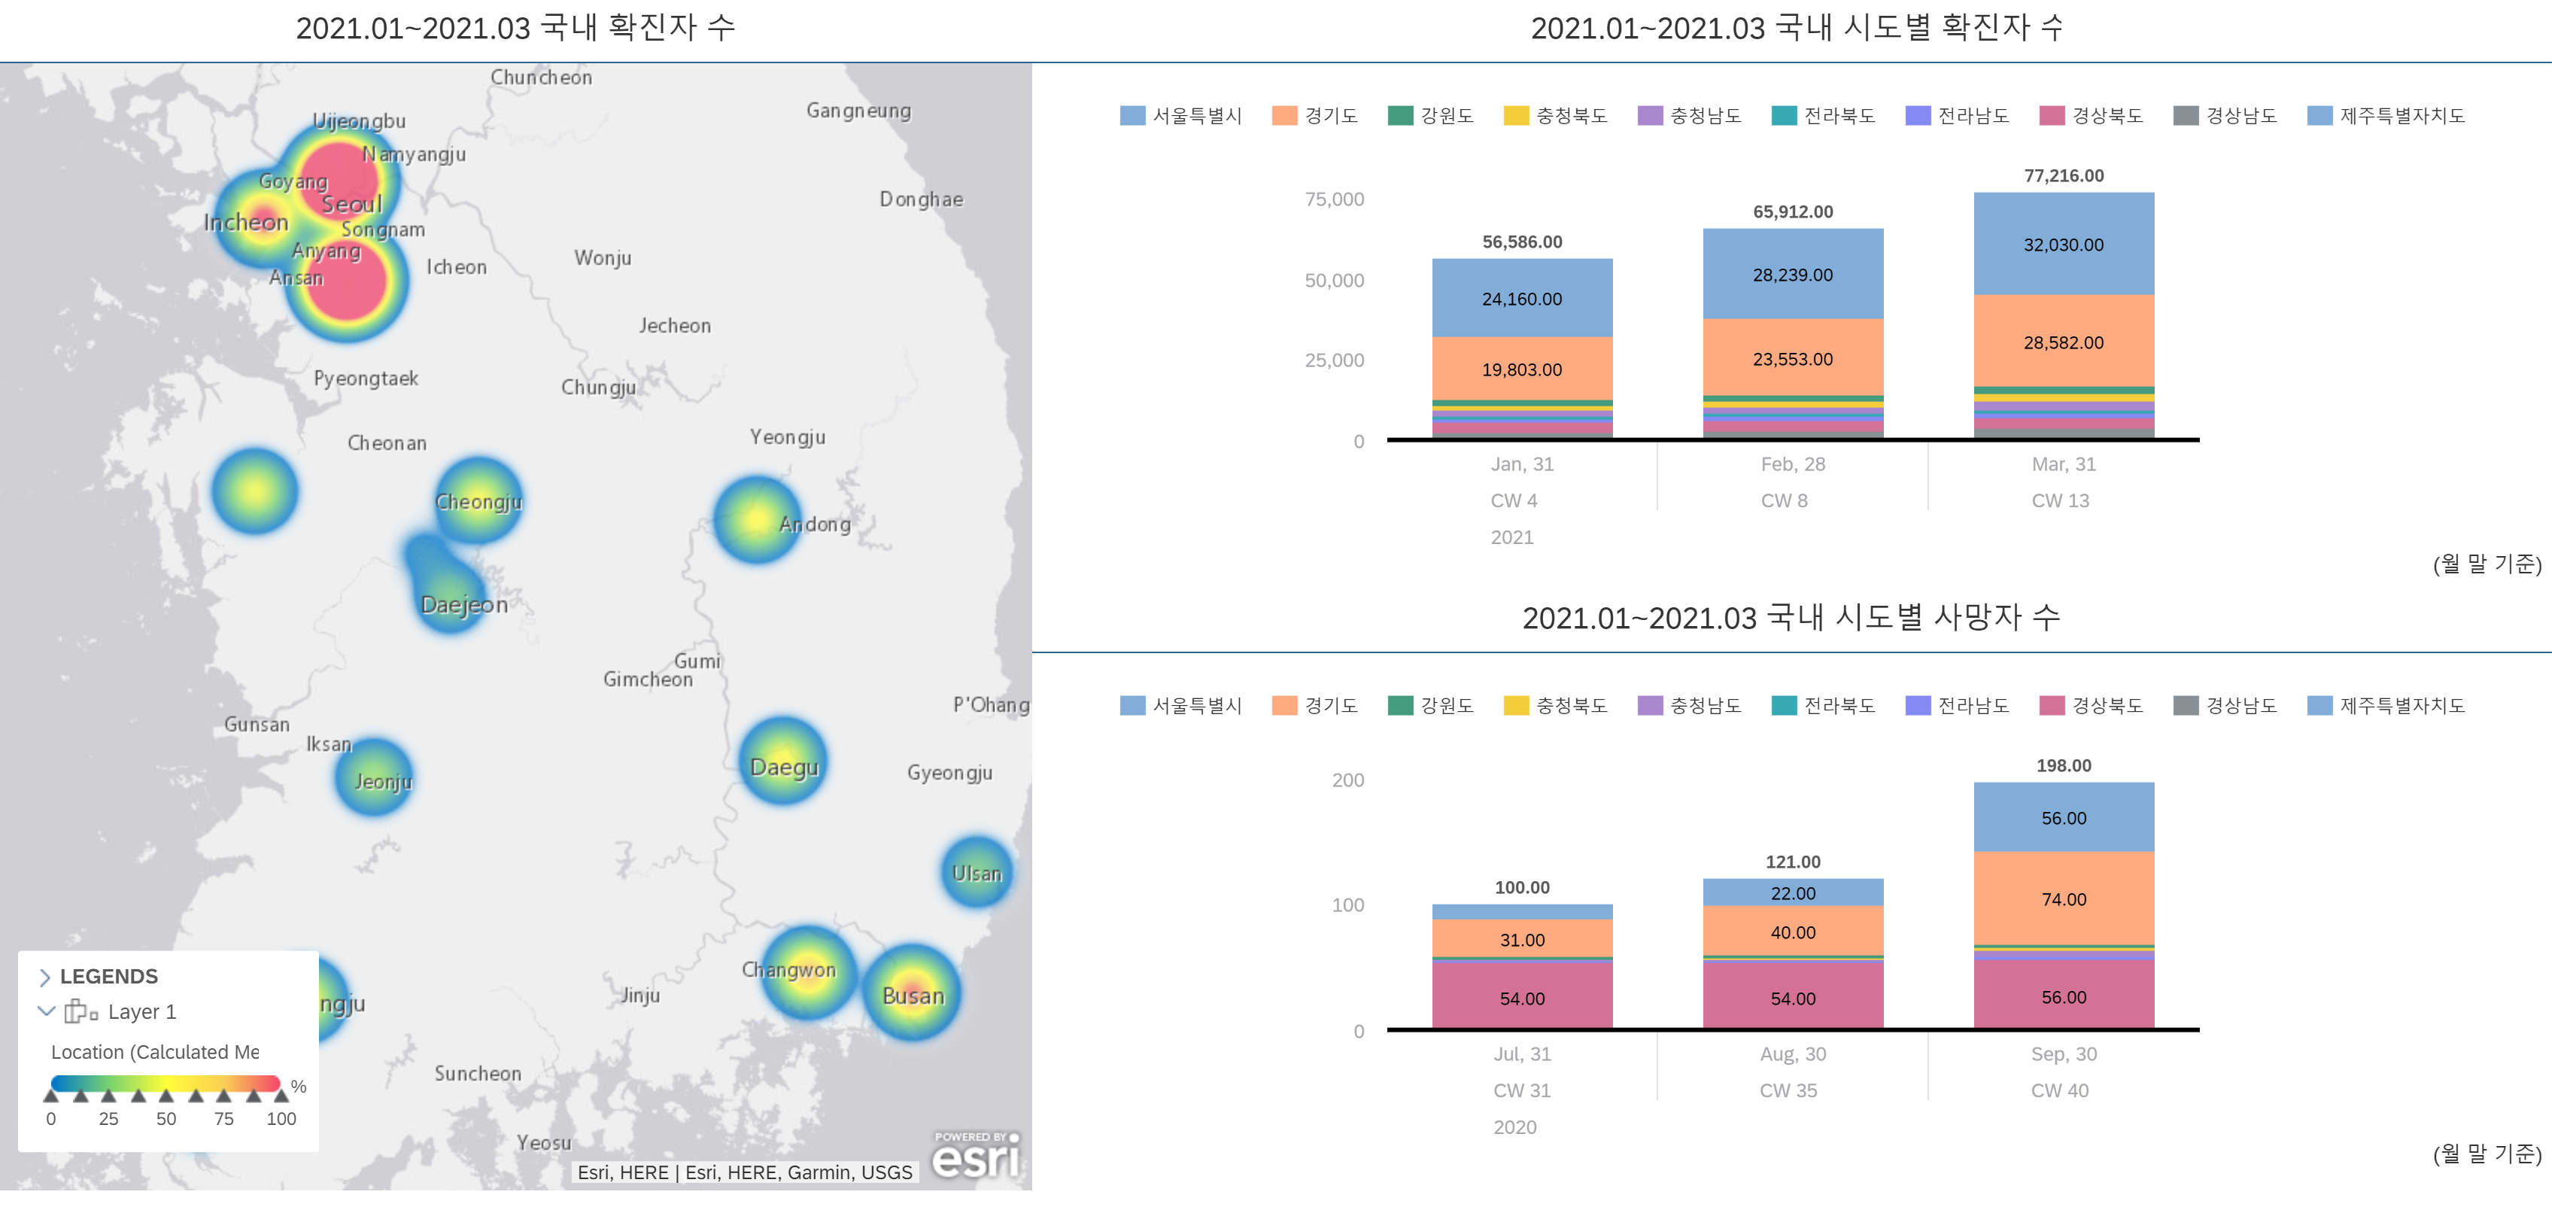 2021.01~2021.03 국내 확진자 수
Chuncheon
Gangneung
Uijeongbu
Namyangju
Goyang
Donghae
Seoul
Incheon
Songnam
Anyang
Icheon
Wonju
Ansan
Jecheon
Pyeongtaek
Chungju
Cheonan
Yeongju
Cheongju
Andong
Daejeon
Gumi
Gimcheon
P'Ohang
Gunsan
Iksan
Daegu
Gyeongju
Jeonju
Ulsan
Changwon
Jinju
Busan
ngju
Suncheon
Yeosu
LEGENDS
Layer 1
Location (Calculated Me
%
0 25 50 75 100
POWERED BY
esri
Esri, HERE | Esri, HERE, Garmin, USGS
2021.01~2021.03 국내 시도별 확진자 수
서울특별시 경기도 강원도 충청북도 충청남도 전라북도 전라남도 경상북도 경상남도 제주특별자치도
75,000
50,000
25,000
0
56,586.00
24,160.00
19,803.00
65,912.00
28,239.00
23,553.00
77,216.00
32,030.00
28,582.00
Jan, 31 Feb, 28 Mar, 31
CW 4 CW 8 CW 13
2021
(월 말 기준)
2021.01~2021.03 국내 시도별 사망자 수
서울특별시 경기도 강원도 충청북도 충청남도 전라북도 전라남도 경상북도 경상남도 제주특별자치도
200
100
0
100.00
31.00
54.00
121.00
22.00
40.00
54.00
198.00
56.00
74.00
56.00
Jul, 31 Aug, 30 Sep, 30
CW 31 CW 35 CW 40
2020
(월 말 기준)